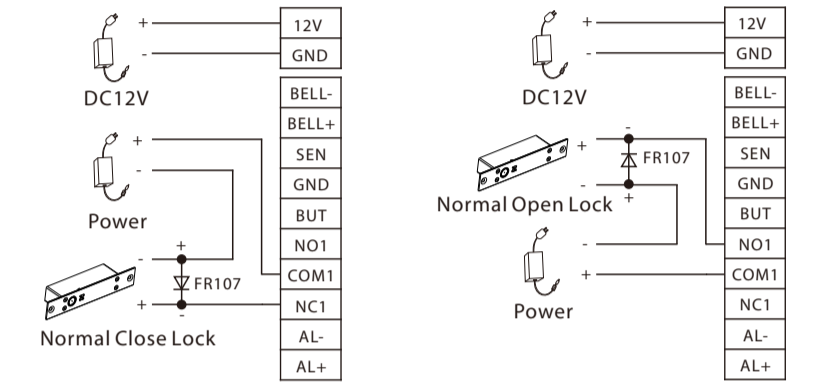 +
12V
-
GND
DC12V
BELL-
BELL+
+
SEN
-
GND
Power
BUT
NO1
+
-
COM1
FR107
+
NC1
-
Normal Close Lock
AL-
AL+
+
12V
-
GND
DC12V
BELL-
BELL+
-
+
SEN
FR107
-
GND
+
Normal Open Lock
BUT
-
NO1
+
COM1
Power
NC1
AL-
AL+